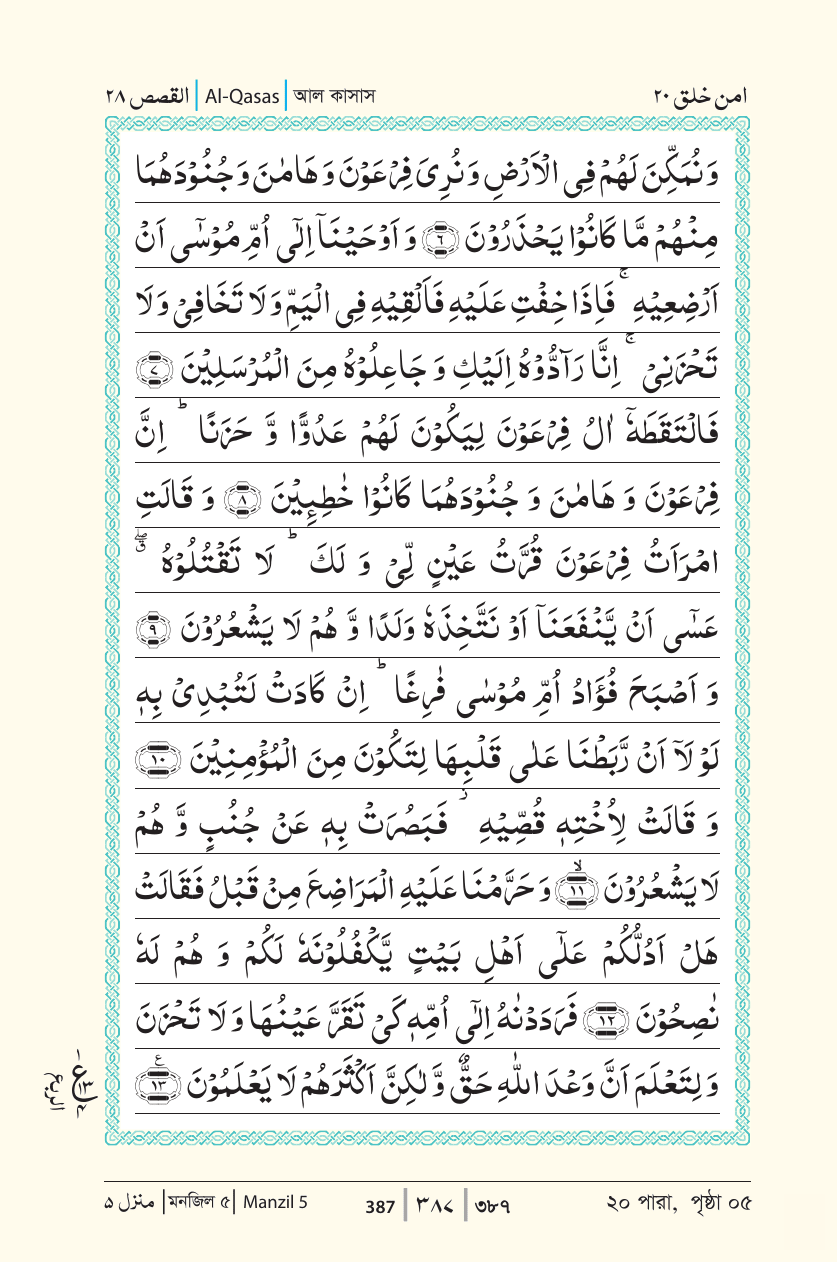 القصص ٢٨ | Al-Qasas | আল কাসাস
امن خلق ٢٠
وَ نُمَكِّنَ لَهُمْ فِی الْاَرْضِ وَ نُرِیَ فِرْعَوْنَ وَ هَامٰنَ وَ جُنُوْدَهُمَا
مِنْهُمْ مَّا كَانُوْا یَحْذَرُوْنَ ﴿٦﴾ وَ اَوْحَیْنَاۤ اِلٰۤی اُمِّ مُوْسٰۤی اَنْ
اَرْضِعِیْهِ ۚ فَاِذَا خِفْتِ عَلَیْهِ فَاَلْقِیْهِ فِی الْیَمِّ وَ لَا تَخَافِیْ وَ لَا
تَحْزَنِیْ ۚ اِنَّا رَآدُّوْهُ اِلَیْكِ وَ جَاعِلُوْهُ مِنَ الْمُرْسَلِیْنَ ﴿٧﴾
فَالْتَقَطَهٗۤ اٰلُ فِرْعَوْنَ لِیَكُوْنَ لَهُمْ عَدُوًّا وَّ حَزَنًا ؕ اِنَّ
فِرْعَوْنَ وَ هَامٰنَ وَ جُنُوْدَهُمَا كَانُوْا خٰطِـِٕیْنَ ﴿٨﴾ وَ قَالَتِ
امْرَاَتُ فِرْعَوْنَ قُرَّتُ عَیْنٍ لِّیْ وَ لَكَ ؕ لَا تَقْتُلُوْهُ ۖۗ
عَسٰۤی اَنْ یَّنْفَعَنَاۤ اَوْ نَتَّخِذَهٗ وَلَدًا وَّ هُمْ لَا یَشْعُرُوْنَ ﴿٩﴾
وَ اَصْبَحَ فُؤَادُ اُمِّ مُوْسٰی فٰرِغًا ؕ اِنْ كَادَتْ لَتُبْدِیْ بِهٖ
لَوْ لَاۤ اَنْ رَّبَطْنَا عَلٰی قَلْبِهَا لِتَكُوْنَ مِنَ الْمُؤْمِنِیْنَ ﴿١٠﴾
وَ قَالَتْ لِاُخْتِهٖ قُصِّیْهِ ؗ فَبَصُرَتْ بِهٖ عَنْ جُنُبٍ وَّ هُمْ
لَا یَشْعُرُوْنَ ﴿١١﴾ۙ وَ حَرَّمْنَا عَلَیْهِ الْمَرَاضِعَ مِنْ قَبْلُ فَقَالَتْ
هَلْ اَدُلُّكُمْ عَلٰۤی اَهْلِ بَیْتٍ یَّكْفُلُوْنَهٗ لَكُمْ وَ هُمْ لَهٗ
نٰصِحُوْنَ ﴿١٢﴾ فَرَدَدْنٰهُ اِلٰۤی اُمِّهٖ كَیْ تَقَرَّ عَیْنُهَا وَ لَا تَحْزَنَ
وَ لِتَعْلَمَ اَنَّ وَعْدَ اللّٰهِ حَقٌّ وَّ لٰكِنَّ اَكْثَرَهُمْ لَا یَعْلَمُوْنَ ﴿١٣﴾ع
الربع
منزل ۵ | মনজিল ৫ | Manzil 5
387 | ٣٨٧ | ৩৮৭
২০ পারা, পৃষ্ঠা ০৫